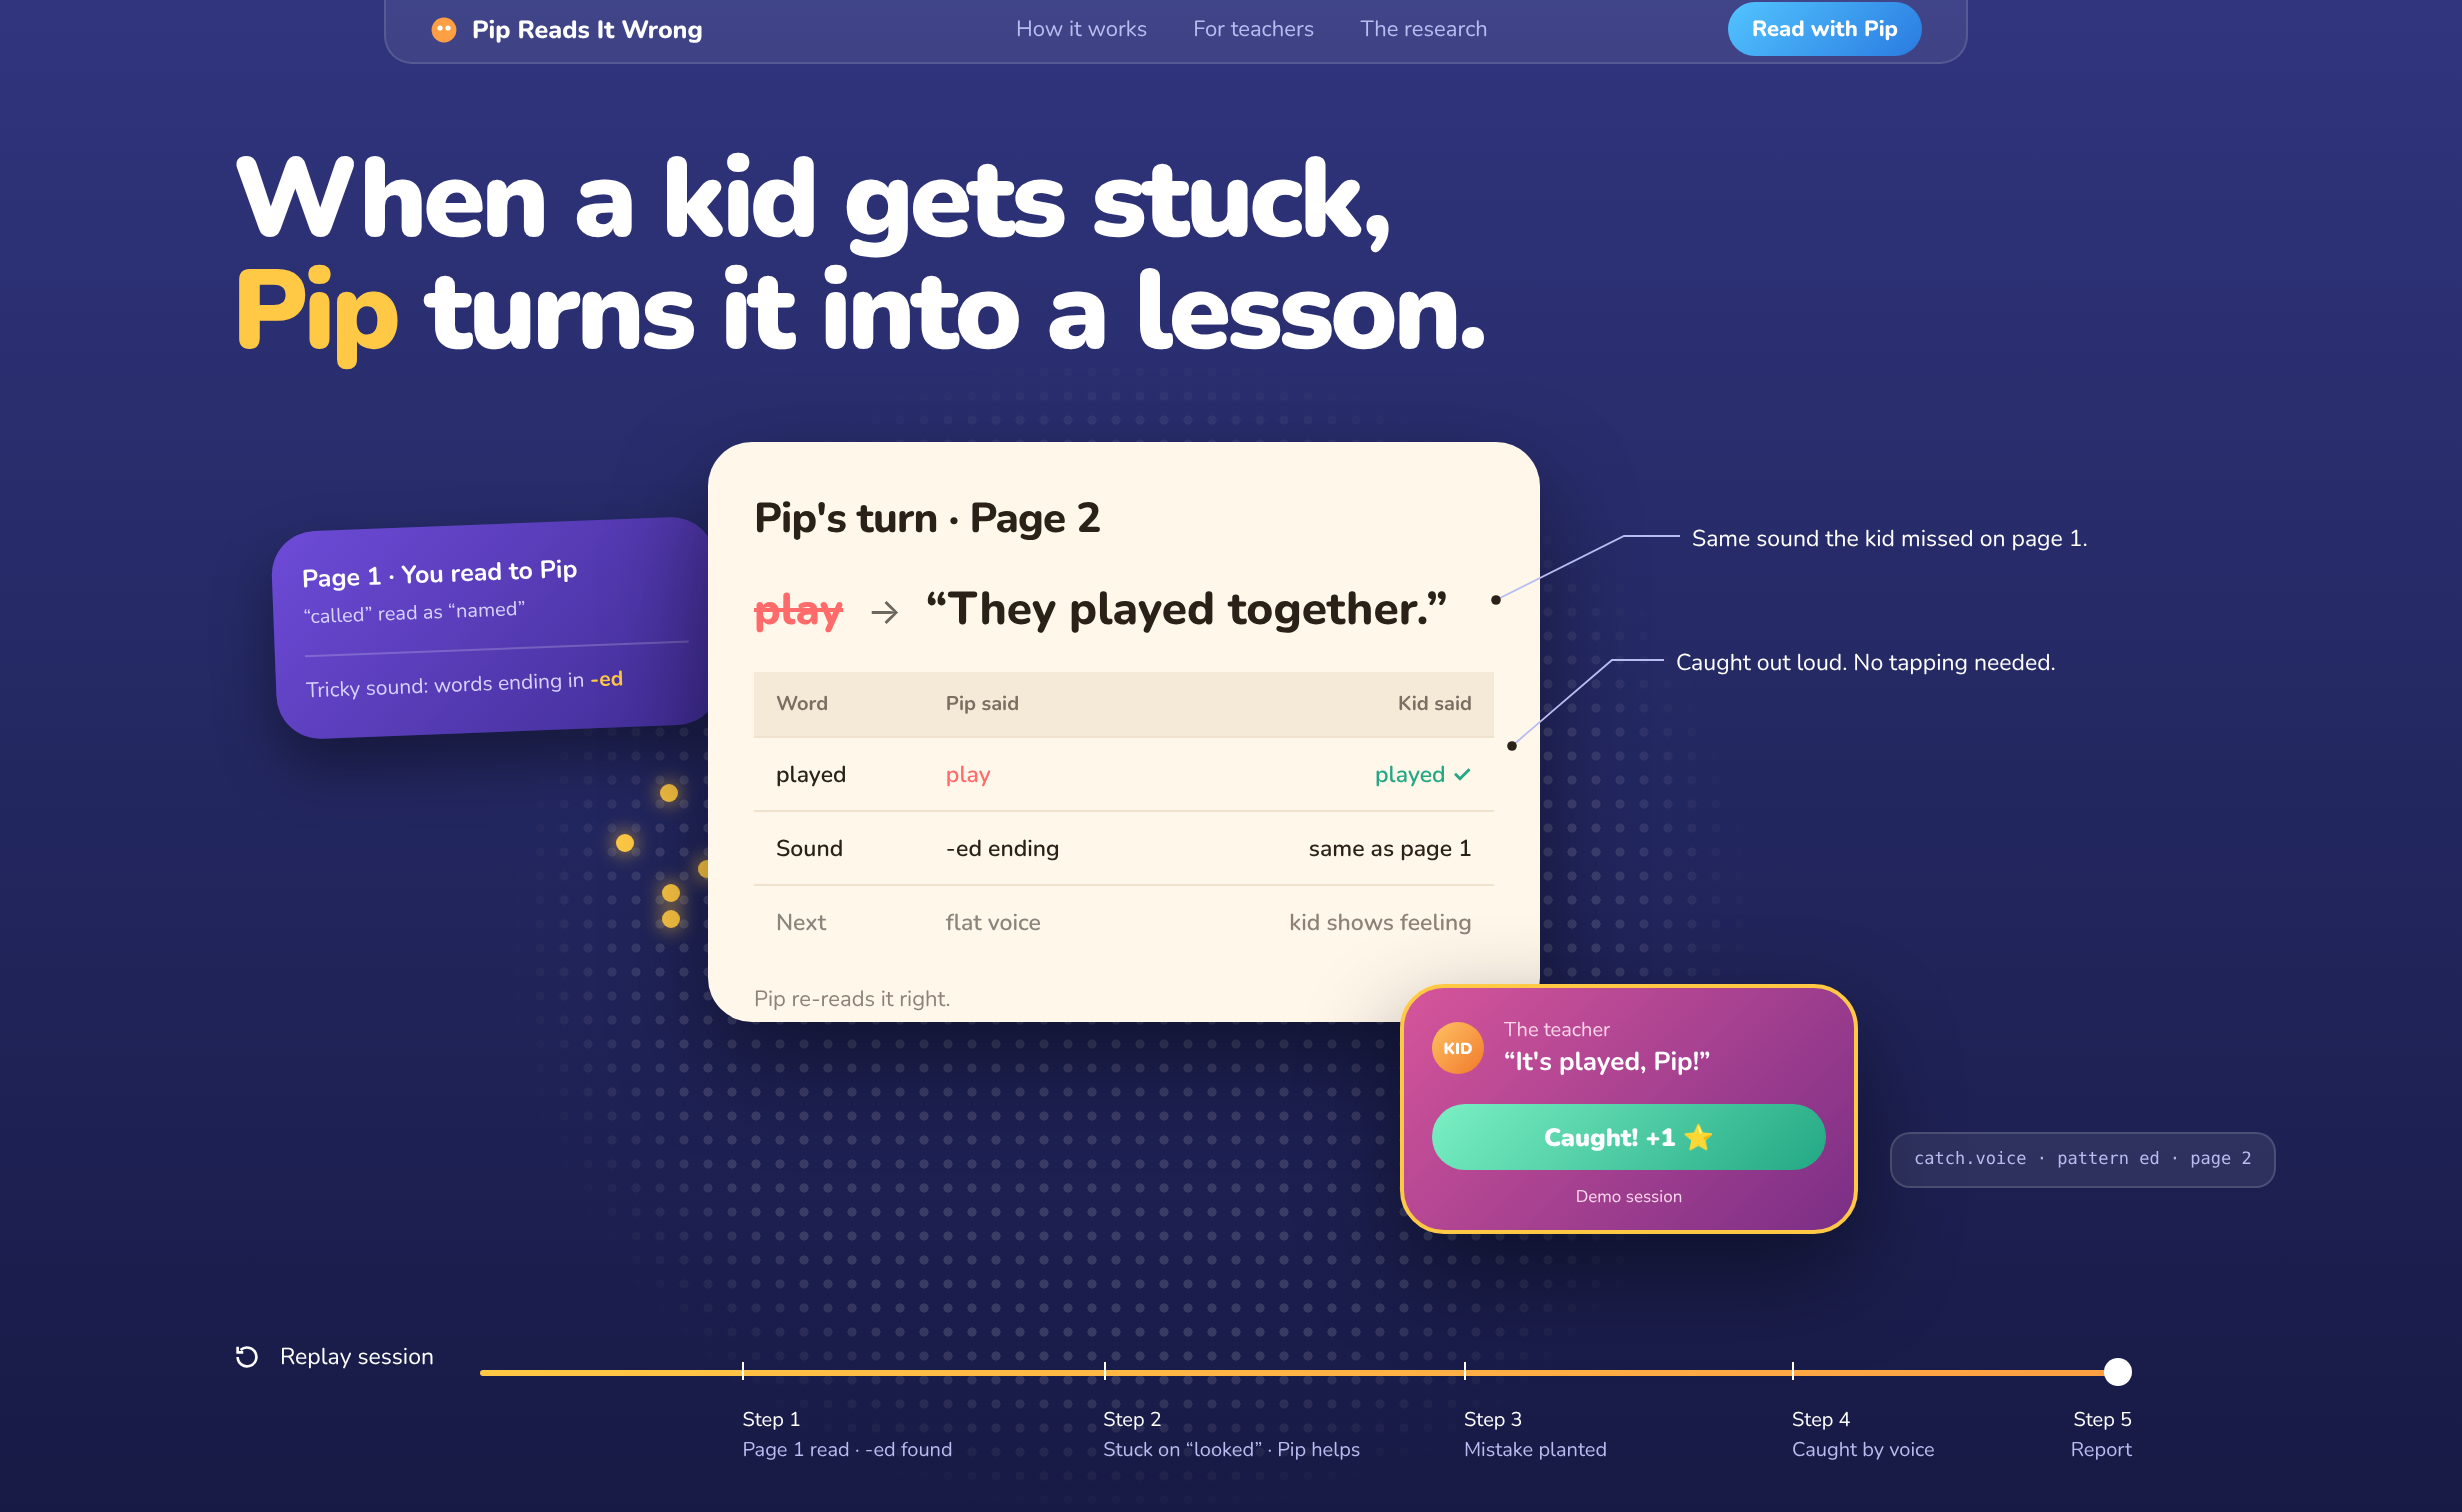 Pip Reads It Wrong
How it works
For teachers
The research
Read with Pip
When a kid gets stuck,
Pip turns it into a lesson.
Page 1 · You read to Pip
“called” read as “named”
Tricky sound: words ending in -ed
Pip's turn · Page 2
play → “They played together.”
Word Pip said Kid said
played play played ✓
Sound -ed ending same as page 1
Next flat voice kid shows feeling
Pip re-reads it right.
Same sound the kid missed on page 1.
Caught out loud. No tapping needed.
KID
The teacher
“It's played, Pip!”
Caught! +1 ⭐
Demo session
catch.voice · pattern ed · page 2
Replay session
Step 1
Page 1 read · -ed found
Step 2
Stuck on “looked” · Pip helps
Step 3
Mistake planted
Step 4
Caught by voice
Step 5
Report